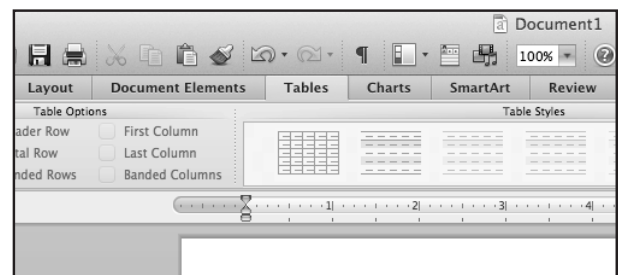 Document1
100%
Layout Document Elements Tables Charts SmartArt Review
Table Options Table Styles
ader Row First Column
tal Row Last Column
nded Rows Banded Columns
1 2 3 4